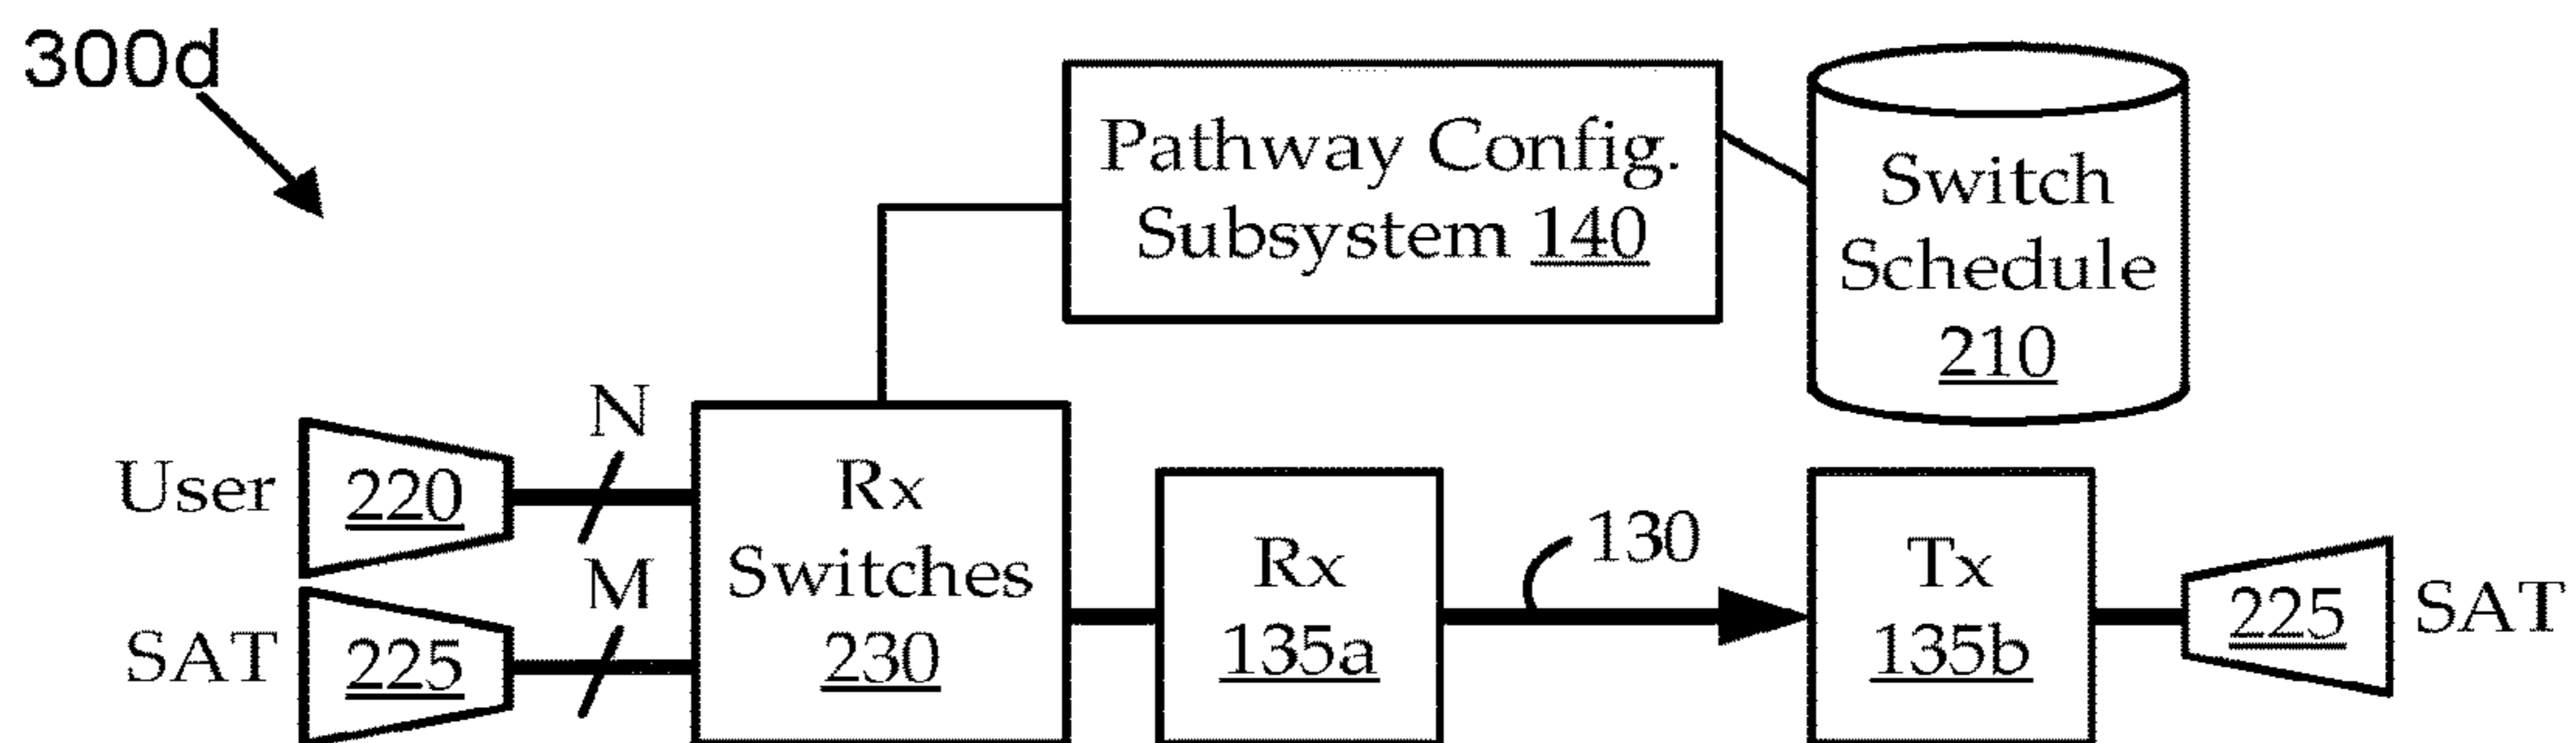 300d
Pathway Config.
Subsystem 140
Switch
Schedule
210
N
User
220
M
SAT
225
Rx
Switches
230
Rx
135a
130
Tx
135b
225
SAT